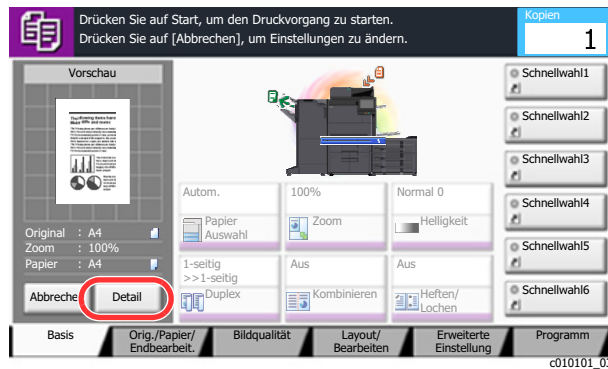 Drücken Sie auf Start, um den Druckvorgang zu starten.
Drücken Sie auf [Abbrechen], um Einstellungen zu ändern.
Kopien
1
Vorschau
Original : A4
Zoom : 100%
Papier : A4
Abbreche
Detail
Autom.
Papier
Auswahl
100%
Zoom
Normal 0
Helligkeit
1-seitig
>>1-seitig
Duplex
Aus
Kombinieren
Aus
Heften/
Lochen
Schnellwahl1
Schnellwahl2
Schnellwahl3
Schnellwahl4
Schnellwahl5
Schnellwahl6
Basis
Orig./Papier/
Endbearbeit.
Bildqualität
Layout/
Bearbeiten
Erweiterte
Einstellung
Programm